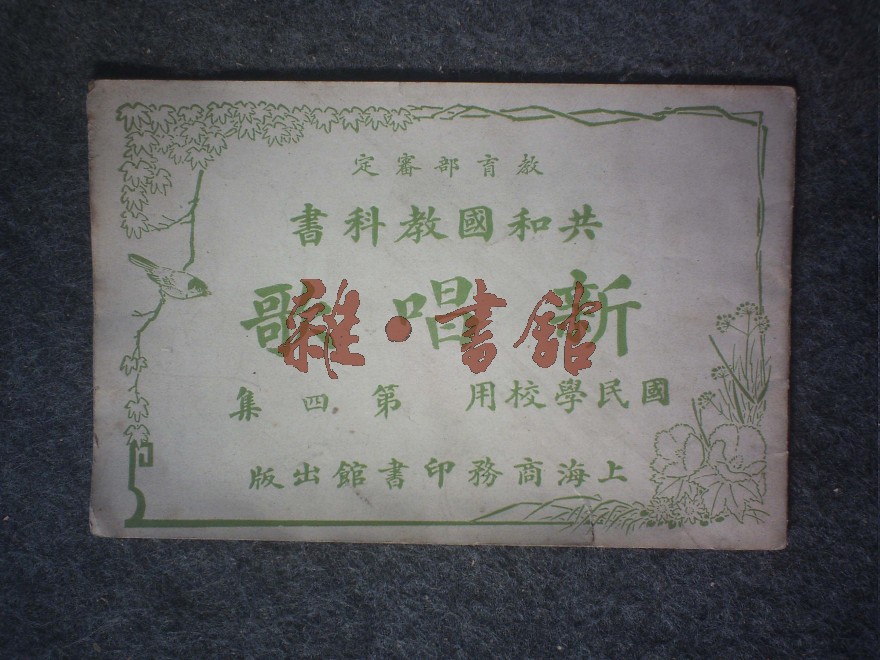 教育部審定
共和國教科書
新唱歌
雜·書館
國民學校用 第四集
上海商務印書館出版